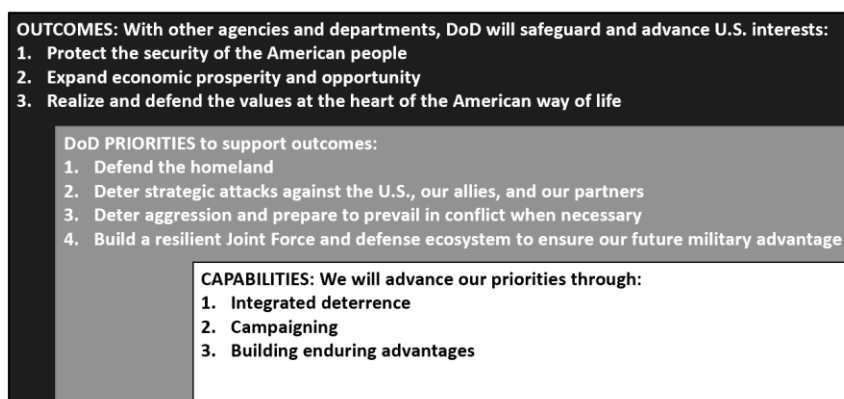 OUTCOMES: With other agencies and departments, DoD will safeguard and advance U.S. interests:
1. Protect the security of the American people
2. Expand economic prosperity and opportunity
3. Realize and defend the values at the heart of the American way of life
DoD PRIORITIES to support outcomes:
1. Defend the homeland
2. Deter strategic attacks against the U.S., our allies, and our partners
3. Deter aggression and prepare to prevail in conflict when necessary
4. Build a resilient Joint Force and defense ecosystem to ensure our future military advantage
CAPABILITIES: We will advance our priorities through:
1. Integrated deterrence
2. Campaigning
3. Building enduring advantages